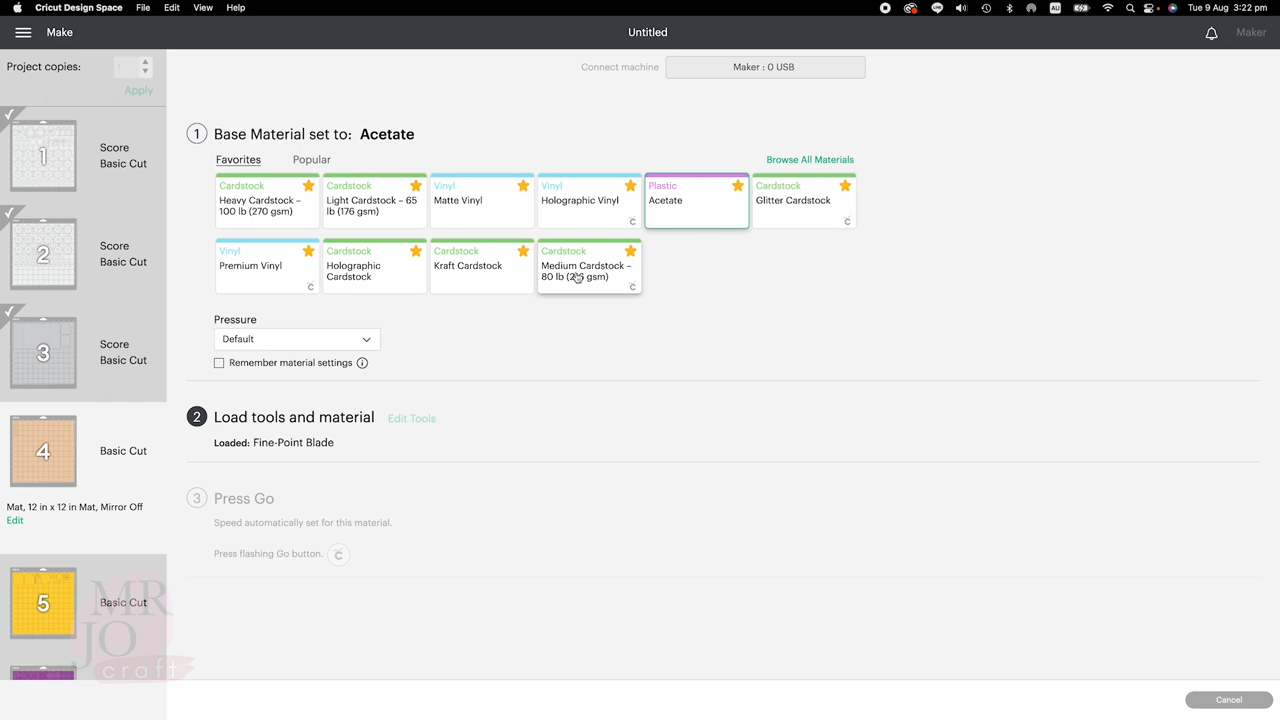 Cricut Design Space File Edit View Help
AU Tue 9 Aug 3:22 pm
Make
Untitled
Maker
Project copies:
1
Apply
Connect machine
Maker : 0 USB
1
Score
Basic Cut
2
Score
Basic Cut
3
Score
Basic Cut
4
Basic Cut
Mat, 12 in x 12 in Mat, Mirror Off
Edit
5
Basic Cut
MR
JO
craft
1 Base Material set to: Acetate
Favorites
Popular
Browse All Materials
Cardstock
Heavy Cardstock –
100 lb (270 gsm)
Cardstock
Light Cardstock - 65
lb (176 gsm)
Vinyl
Matte Vinyl
Vinyl
Holographic Vinyl
Plastic
Acetate
Cardstock
Glitter Cardstock
Vinyl
Premium Vinyl
Cardstock
Holographic
Cardstock
Cardstock
Kraft Cardstock
Cardstock
Medium Cardstock –
80 lb gsm)
Pressure
Default
Remember material settings
2 Load tools and material Edit Tools
Loaded: Fine-Point Blade
3 Press Go
Speed automatically set for this material.
Press flashing Go button.
Cancel